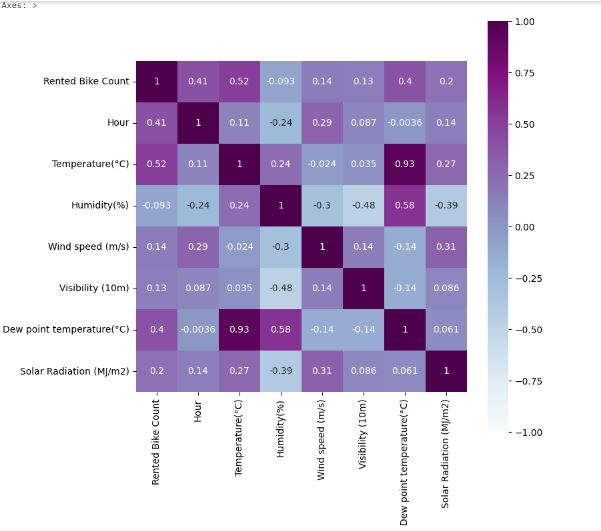 Axes: >
1.00
Rented Bike Count 1 0.41 0.52 -0.093 0.14 0.13 0.4 0.2
0.75
Hour 0.41 1 0.11 -0.24 0.29 0.087 -0.0036 0.14
0.50
Temperature(°C) 0.52 0.11 1 0.24 -0.024 0.035 0.93 0.27
0.25
Humidity(%) -0.093 -0.24 0.24 1 -0.3 -0.48 0.58 -0.39
0.00
Wind speed (m/s) 0.14 0.29 -0.024 -0.3 1 0.14 -0.14 0.31
-0.25
Visibility (10m) 0.13 0.087 0.035 -0.48 0.14 1 -0.14 0.086
-0.50
Dew point temperature(°C) 0.4 -0.0036 0.93 0.58 -0.14 -0.14 1 0.061
Solar Radiation (MJ/m2) 0.2 0.14 0.27 -0.39 0.31 0.086 0.061 1
-0.75
-1.00
Rented Bike Count
Hour
Temperature(°C)
Humidity(%)
Wind speed (m/s)
Visibility (10m)
Dew point temperature(°C)
Solar Radiation (MJ/m2)